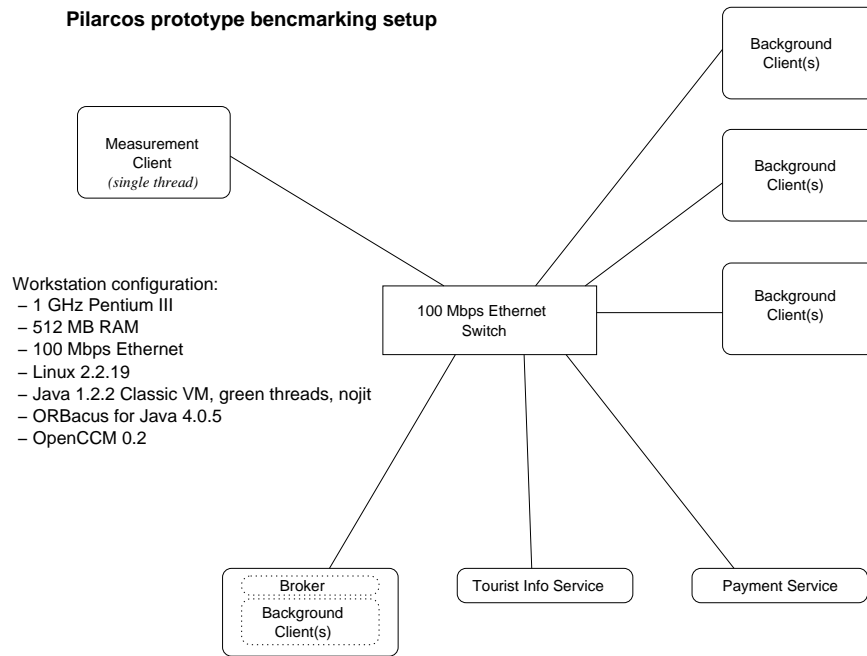 Pilarcos prototype bencmarking setup
Background
Client(s)
Measurement
Client
(single thread)
Background
Client(s)
Background
Client(s)
Workstation configuration:
– 1 GHz Pentium III
– 512 MB RAM
– 100 Mbps Ethernet
– Linux 2.2.19
– Java 1.2.2 Classic VM, green threads, nojit
– ORBacus for Java 4.0.5
– OpenCCM 0.2
100 Mbps Ethernet
Switch
Broker
Background
Client(s)
Tourist Info Service
Payment Service